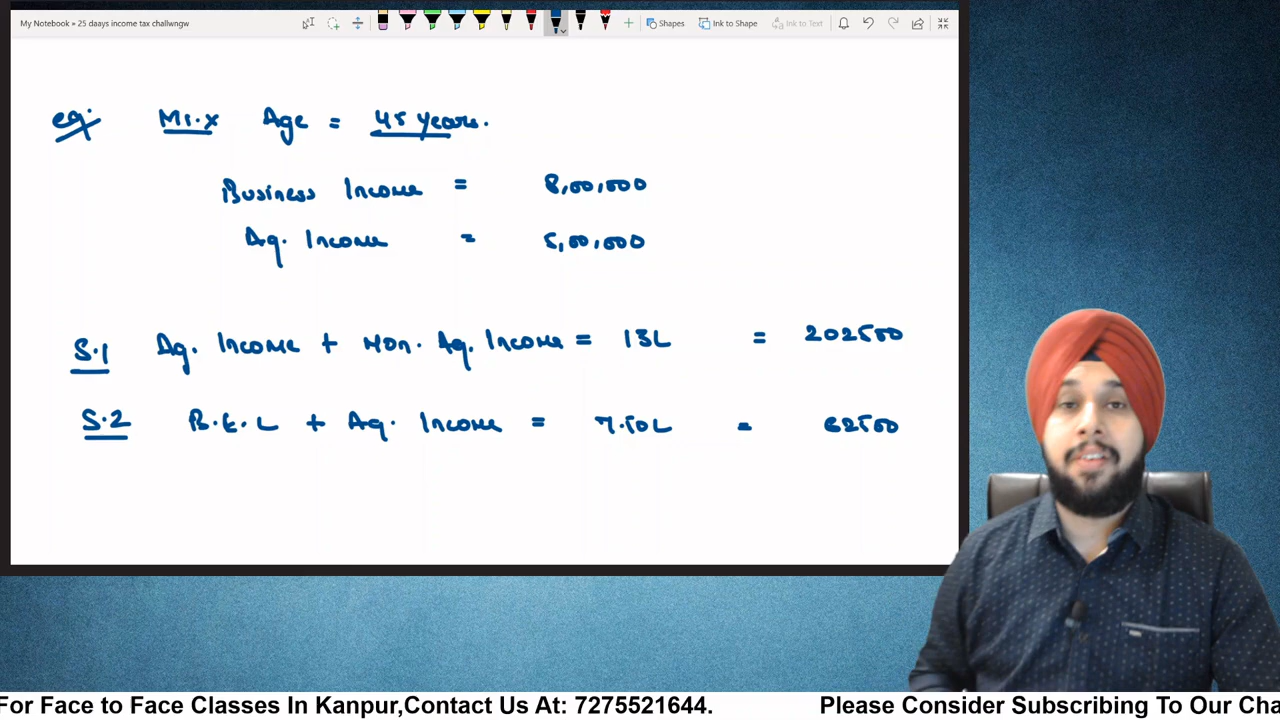 My Notebook » 25 daays income tax challwngw
Shapes Ink to Shape Ink to Text
eg:- Mr. X Age = 45 years.
Business Income = 8,00,000
Ag. Income = 5,00,000
S.1 Ag. Income + Non. Ag. Income = 13L = 202500
S.2 B.E.L + Ag. Income = 7.50L = 62500
For Face to Face Classes In Kanpur,Contact Us At: 7275521644. Please Consider Subscribing To Our Cha